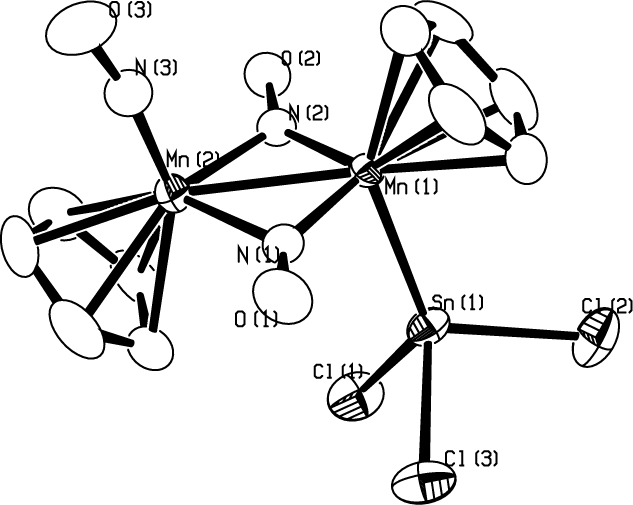 O(3)
N(3)
O(2)
N(2)
Mn(2)
Mn(1)
N(1)
O(1)
Sn(1)
Cl(2)
Cl(1)
Cl(3)